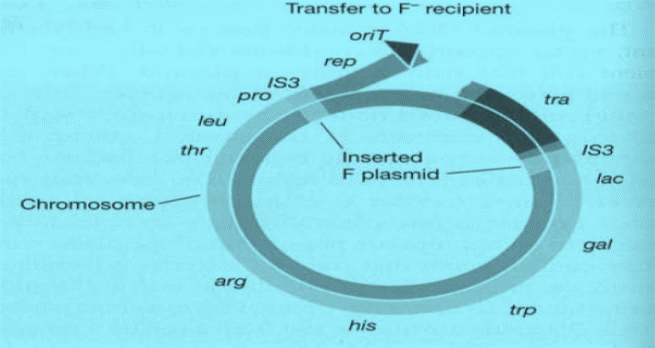 Transfer to F⁻ recipient
oriT
rep
IS3
pro
leu
thr
tra
IS3
lac
Inserted
F plasmid
Chromosome
gal
arg
trp
his